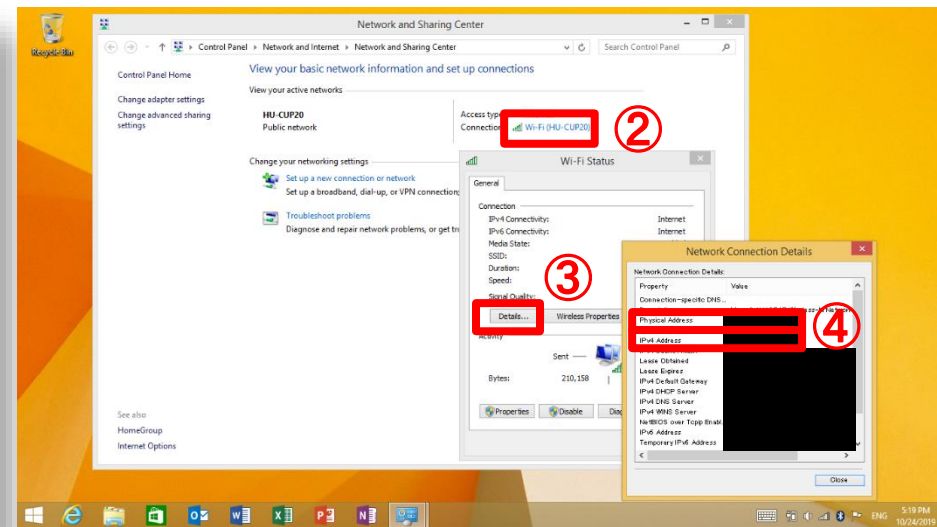 Recycle Bin
Network and Sharing Center
Control Panel Network and Internet Network and Sharing Center
Search Control Panel
Control Panel Home
Change adapter settings
Change advanced sharing
settings
See also
HomeGroup
Internet Options
View your basic network information and set up connections
View your active networks
HU-CUP20
Public network
Access type
Connection Wi-Fi (HU-CUP20)
②
Change your networking settings
Set up a new connection or network
Set up a broadband, dial-up, or VPN connection;
Troubleshoot problems
Diagnose and repair network problems, or get
Wi-Fi Status
General
Connection
IPv4 Connectivity: Internet
IPv6 Connectivity: Internet
Media State:
SSID:
Duration:
Speed:
③
Signal Quality:
Details... Wireless Properties
Activity
Sent
Bytes: 210,158
Properties Disable
Network Connection Details
Network Connection Details:
Property Value
Connection-specific DNS...
Physical Address
④
IPv4 Address
Lease Obtained
Lease Expires
IPv4 Default Gateway
IPv4 DHCP Server
IPv4 DNS Server
IPv4 WINS Server
NetBIOS over Tcpip Enabl.
IPv6 Address
Temporary IPv6 Address
Close
ENG
5:19 PM
10/24/2019